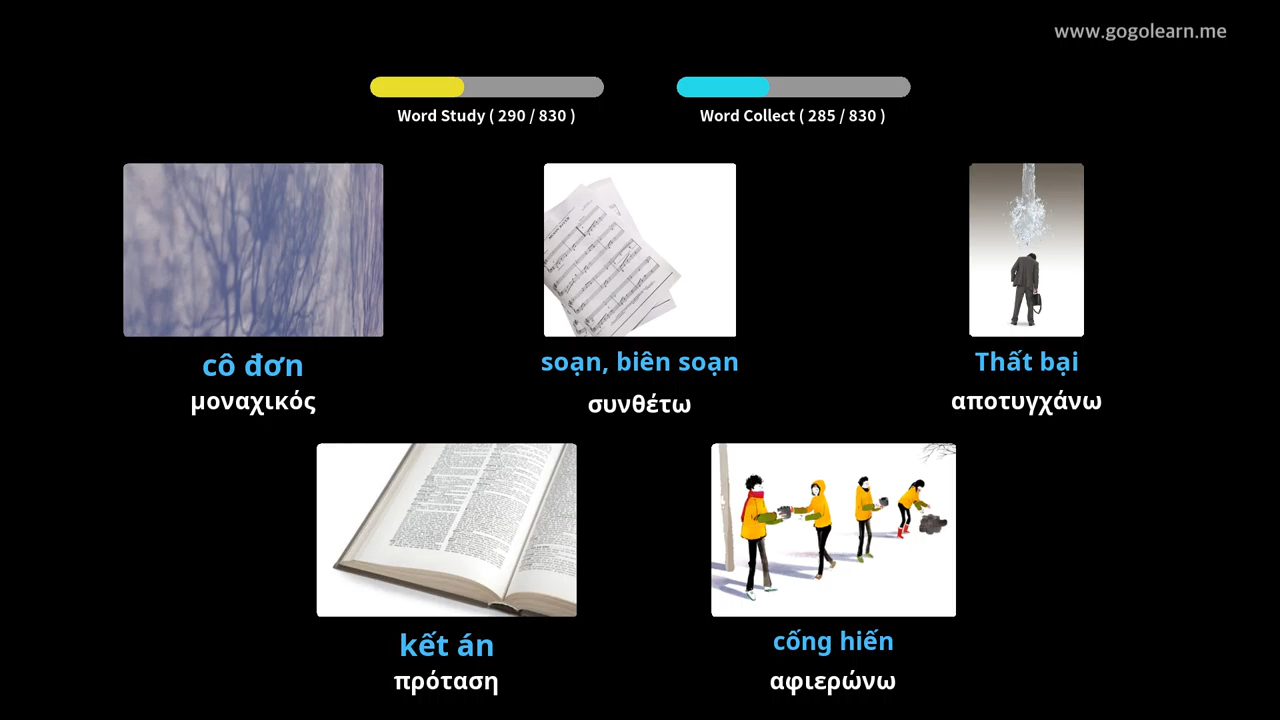 www.gogolearn.me
Word Study ( 290 / 830 )
Word Collect ( 285 / 830 )
cô đơn
μοναχικός
soạn, biên soạn
συνθέτω
Thất bại
αποτυγχάνω
kết án
πρόταση
cống hiến
αφιερώνω